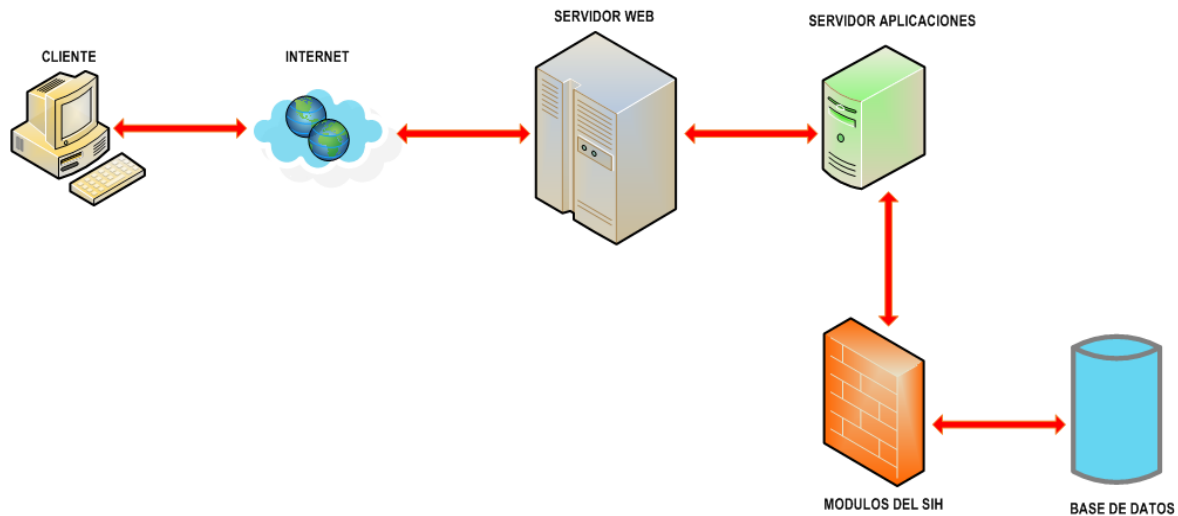 CLIENTE
INTERNET
SERVIDOR WEB
SERVIDOR APLICACIONES
MODULOS DEL SIH
BASE DE DATOS